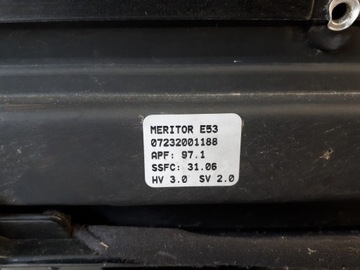 MERITOR E53
07232001188
APF: 97.1
SSFC: 31.06
HV 3.0 SV 2.0